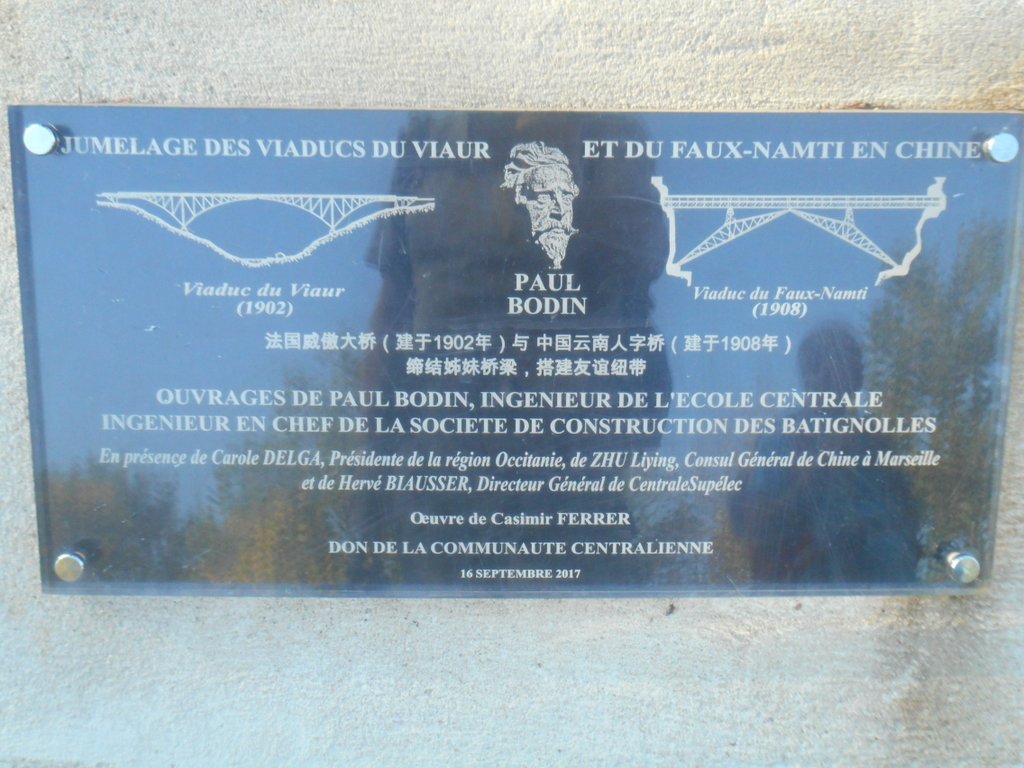 JUMELAGE DES VIADUCS DU VIAUR ET DU FAUX-NAMTI EN CHINE
Viaduc du Viaur
(1902)
PAUL
BODIN
Viaduc du Faux-Namti
(1908)
法国威傲大桥（建于1902年）与 中国云南人字桥（建于1908年）
缔结姊妹桥梁，搭建友谊纽带
OUVRAGES DE PAUL BODIN, INGENIEUR DE L'ECOLE CENTRALE
INGENIEUR EN CHEF DE LA SOCIETE DE CONSTRUCTION DES BATIGNOLLES
En présence de Carole DELGA, Présidente de la région Occitanie, de ZHU Liying, Consul Général de Chine à Marseille
et de Hervé BIAUSSER, Directeur Général de CentraleSupélec
Œuvre de Casimir FERRER
DON DE LA COMMUNAUTE CENTRALIENNE
16 SEPTEMBRE 2017